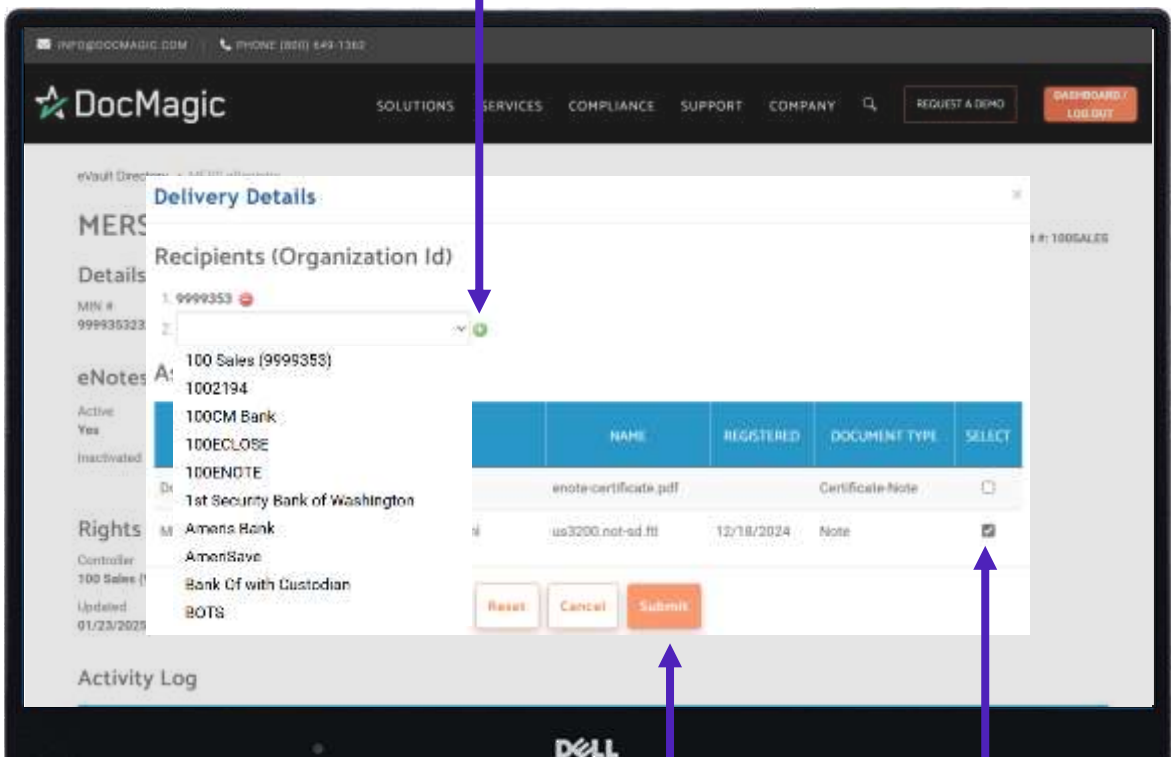 INFO@DOCMAGIC.COM | PHONE (800) 649-1362
DocMagic
SOLUTIONS SERVICES COMPLIANCE SUPPORT COMPANY REQUEST A DEMO DASHBOARD / LOG OUT
eVault Directory
MERS
t #: 100SALES
Delivery Details
Recipients (Organization Id)
Details
MIN #
1. 9999353
999935323
2.
100 Sales (9999353)
1002194
100CM Bank
100ECLOSE
100ENOTE
1st Security Bank of Washington
Ameris Bank
AmeriSave
Bank Of with Custodian
BOTS
eNotes
Active
Yes
Inactivated
NAME REGISTERED DOCUMENT TYPE SELECT
enote-certificate.pdf Certificate-Note
us3200.not-sd.ftl 12/18/2024 Note
Rights
Controller
100 Sales
Updated
01/23/2025
Reset Cancel Submit
Activity Log
DELL